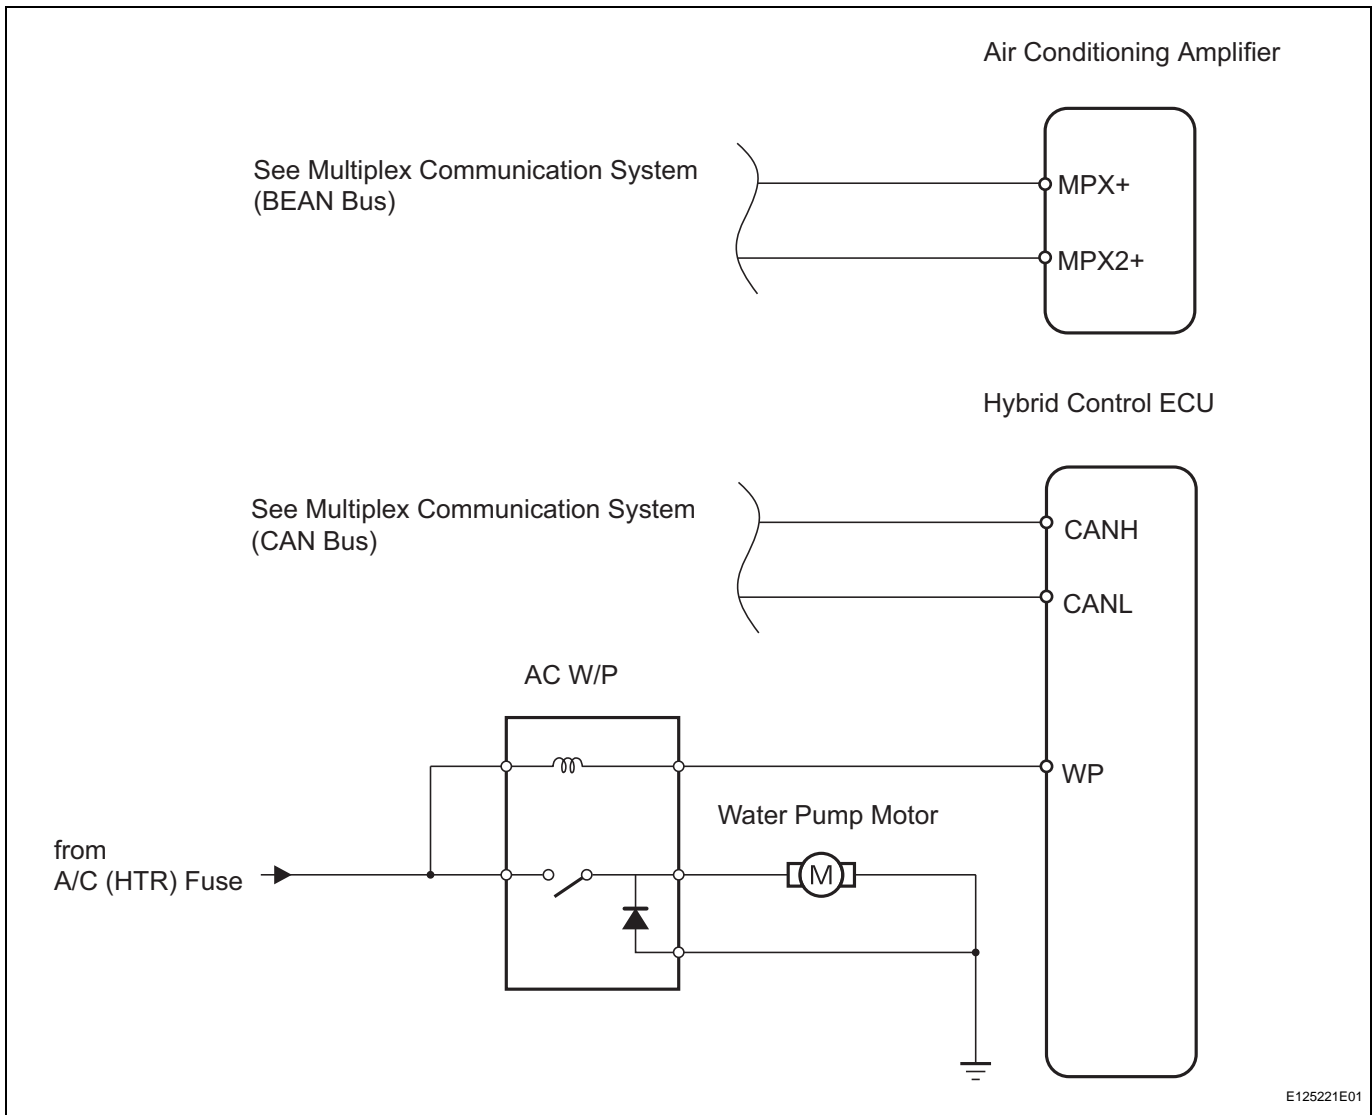 Air Conditioning Amplifier
See Multiplex Communication System
(BEAN Bus)
MPX+
MPX2+
Hybrid Control ECU
See Multiplex Communication System
(CAN Bus)
CANH
CANL
AC W/P
WP
Water Pump Motor
from
A/C (HTR) Fuse
M
E125221E01